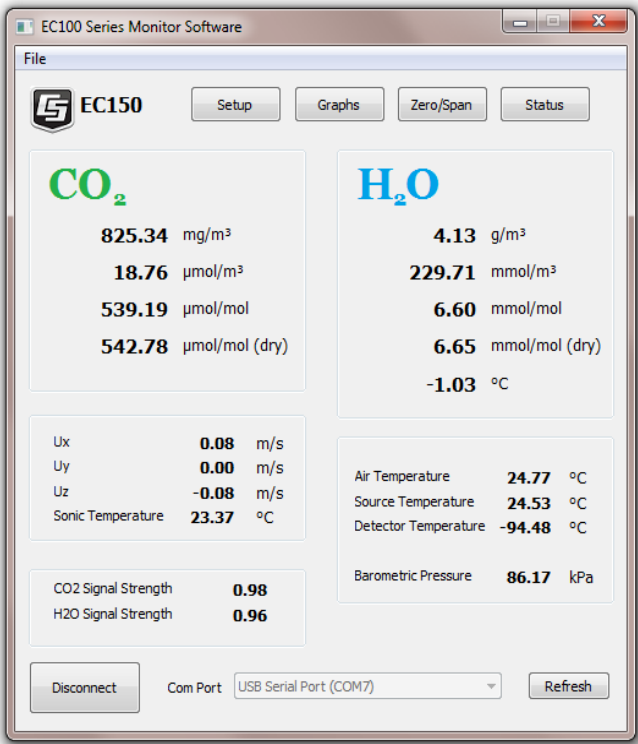 EC100 Series Monitor Software
File
EC150 Setup Graphs Zero/Span Status
CO₂
825.34 mg/m³
18.76 µmol/m³
539.19 µmol/mol
542.78 µmol/mol (dry)
H₂O
4.13 g/m³
229.71 mmol/m³
6.60 mmol/mol
6.65 mmol/mol (dry)
-1.03 °C
Ux 0.08 m/s
Uy 0.00 m/s
Uz -0.08 m/s
Sonic Temperature 23.37 °C
Air Temperature 24.77 °C
Source Temperature 24.53 °C
Detector Temperature -94.48 °C
Barometric Pressure 86.17 kPa
CO2 Signal Strength 0.98
H2O Signal Strength 0.96
Disconnect Com Port USB Serial Port (COM7) Refresh